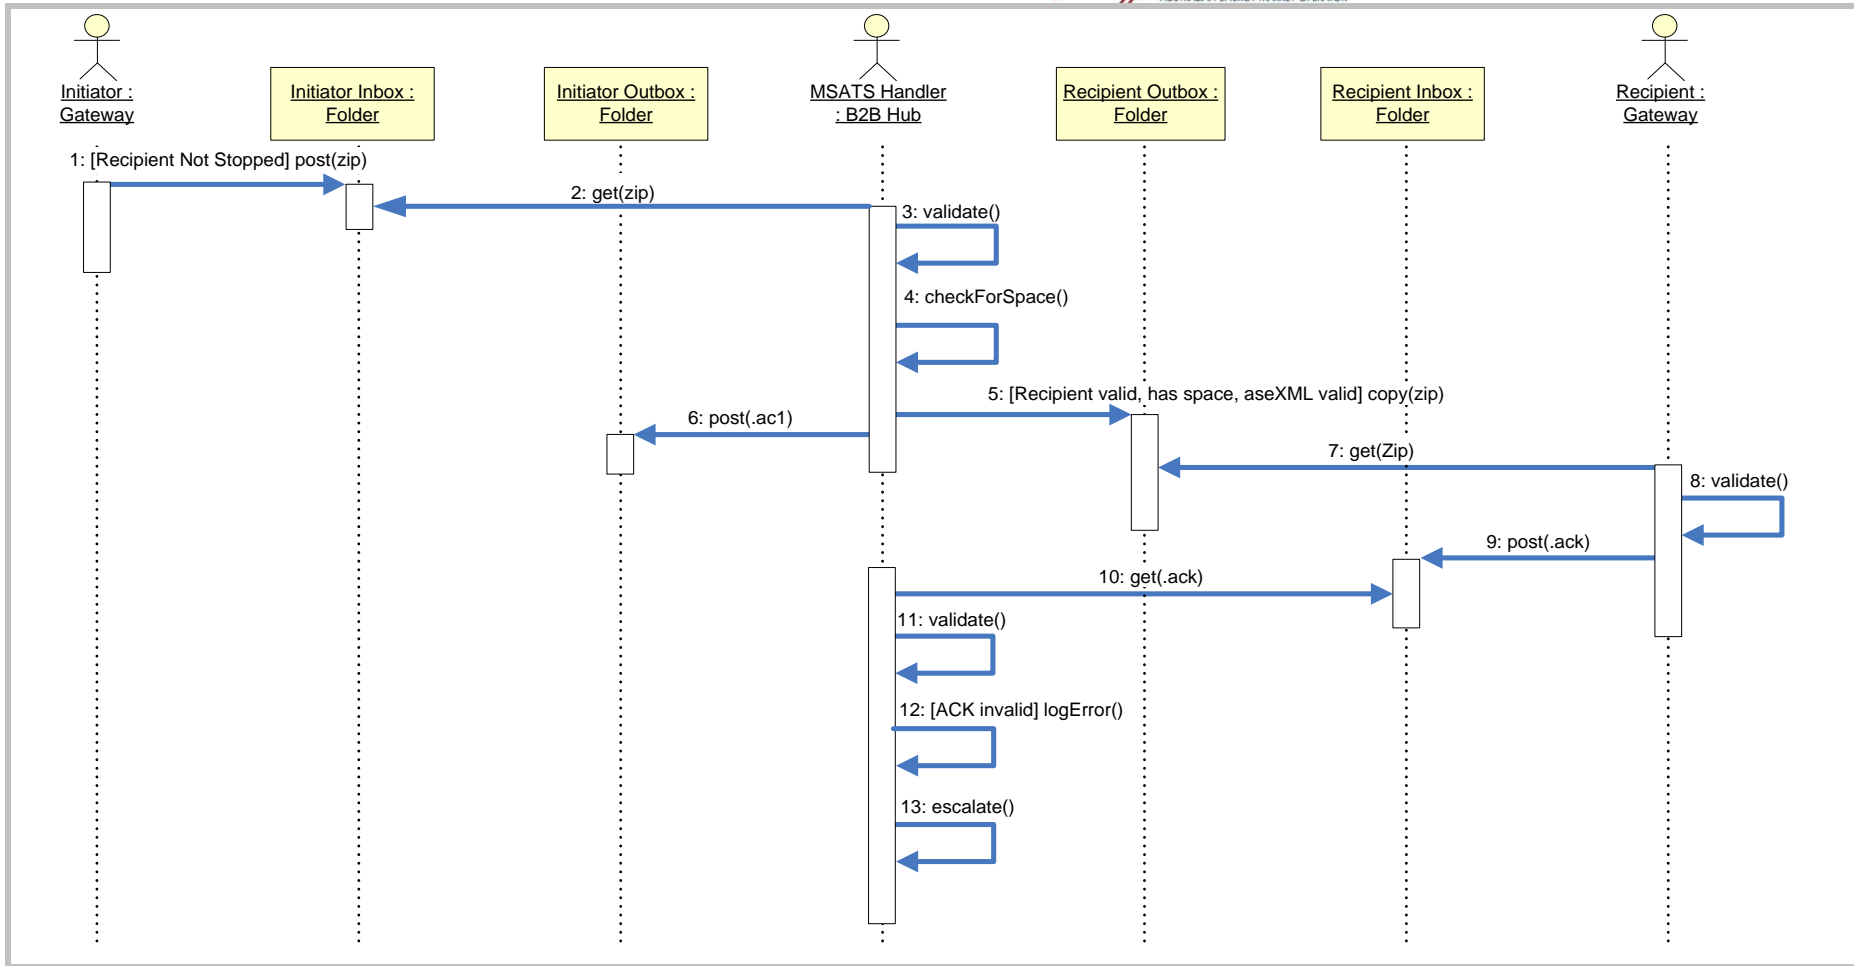 Initiator :
Gateway
Initiator Inbox :
Folder
Initiator Outbox :
Folder
MSATS Handler
: B2B Hub
Recipient Outbox :
Folder
Recipient Inbox :
Folder
Recipient :
Gateway
1: [Recipient Not Stopped] post(zip)
2: get(zip)
3: validate()
4: checkForSpace()
5: [Recipient valid, has space, aseXML valid] copy(zip)
6: post(.ac1)
7: get(Zip)
8: validate()
9: post(.ack)
10: get(.ack)
11: validate()
12: [ACK invalid] logError()
13: escalate()